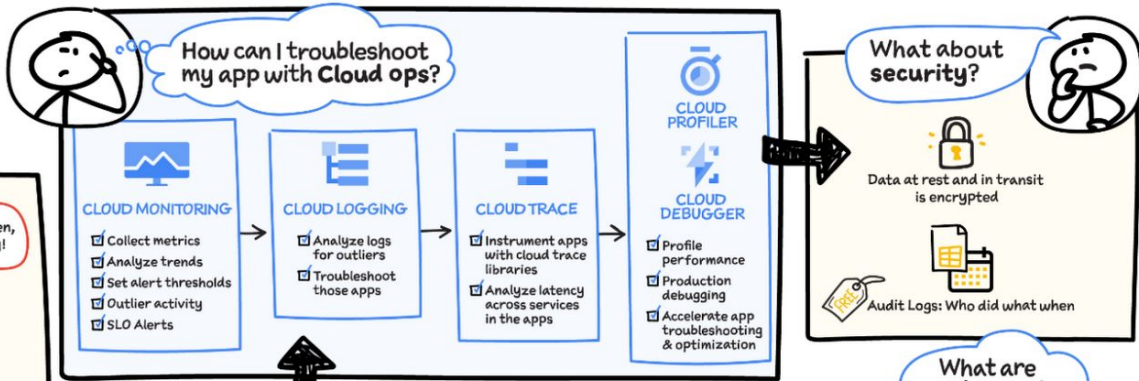 How can I troubleshoot
my app with Cloud ops?
CLOUD MONITORING
Collect metrics
Analyze trends
Set alert thresholds
Outlier activity
SLO Alerts
CLOUD LOGGING
Analyze logs
for outliers
Troubleshoot
those apps
CLOUD TRACE
Instrument apps
with cloud trace
libraries
Analyze latency
across services
in the apps
CLOUD
PROFILER
CLOUD
DEBUGGER
Profile
performance
Production
debugging
Accelerate app
troubleshooting
& optimization
What about
security?
Data at rest and in transit
is encrypted
FREE
Audit Logs: Who did what when
What are